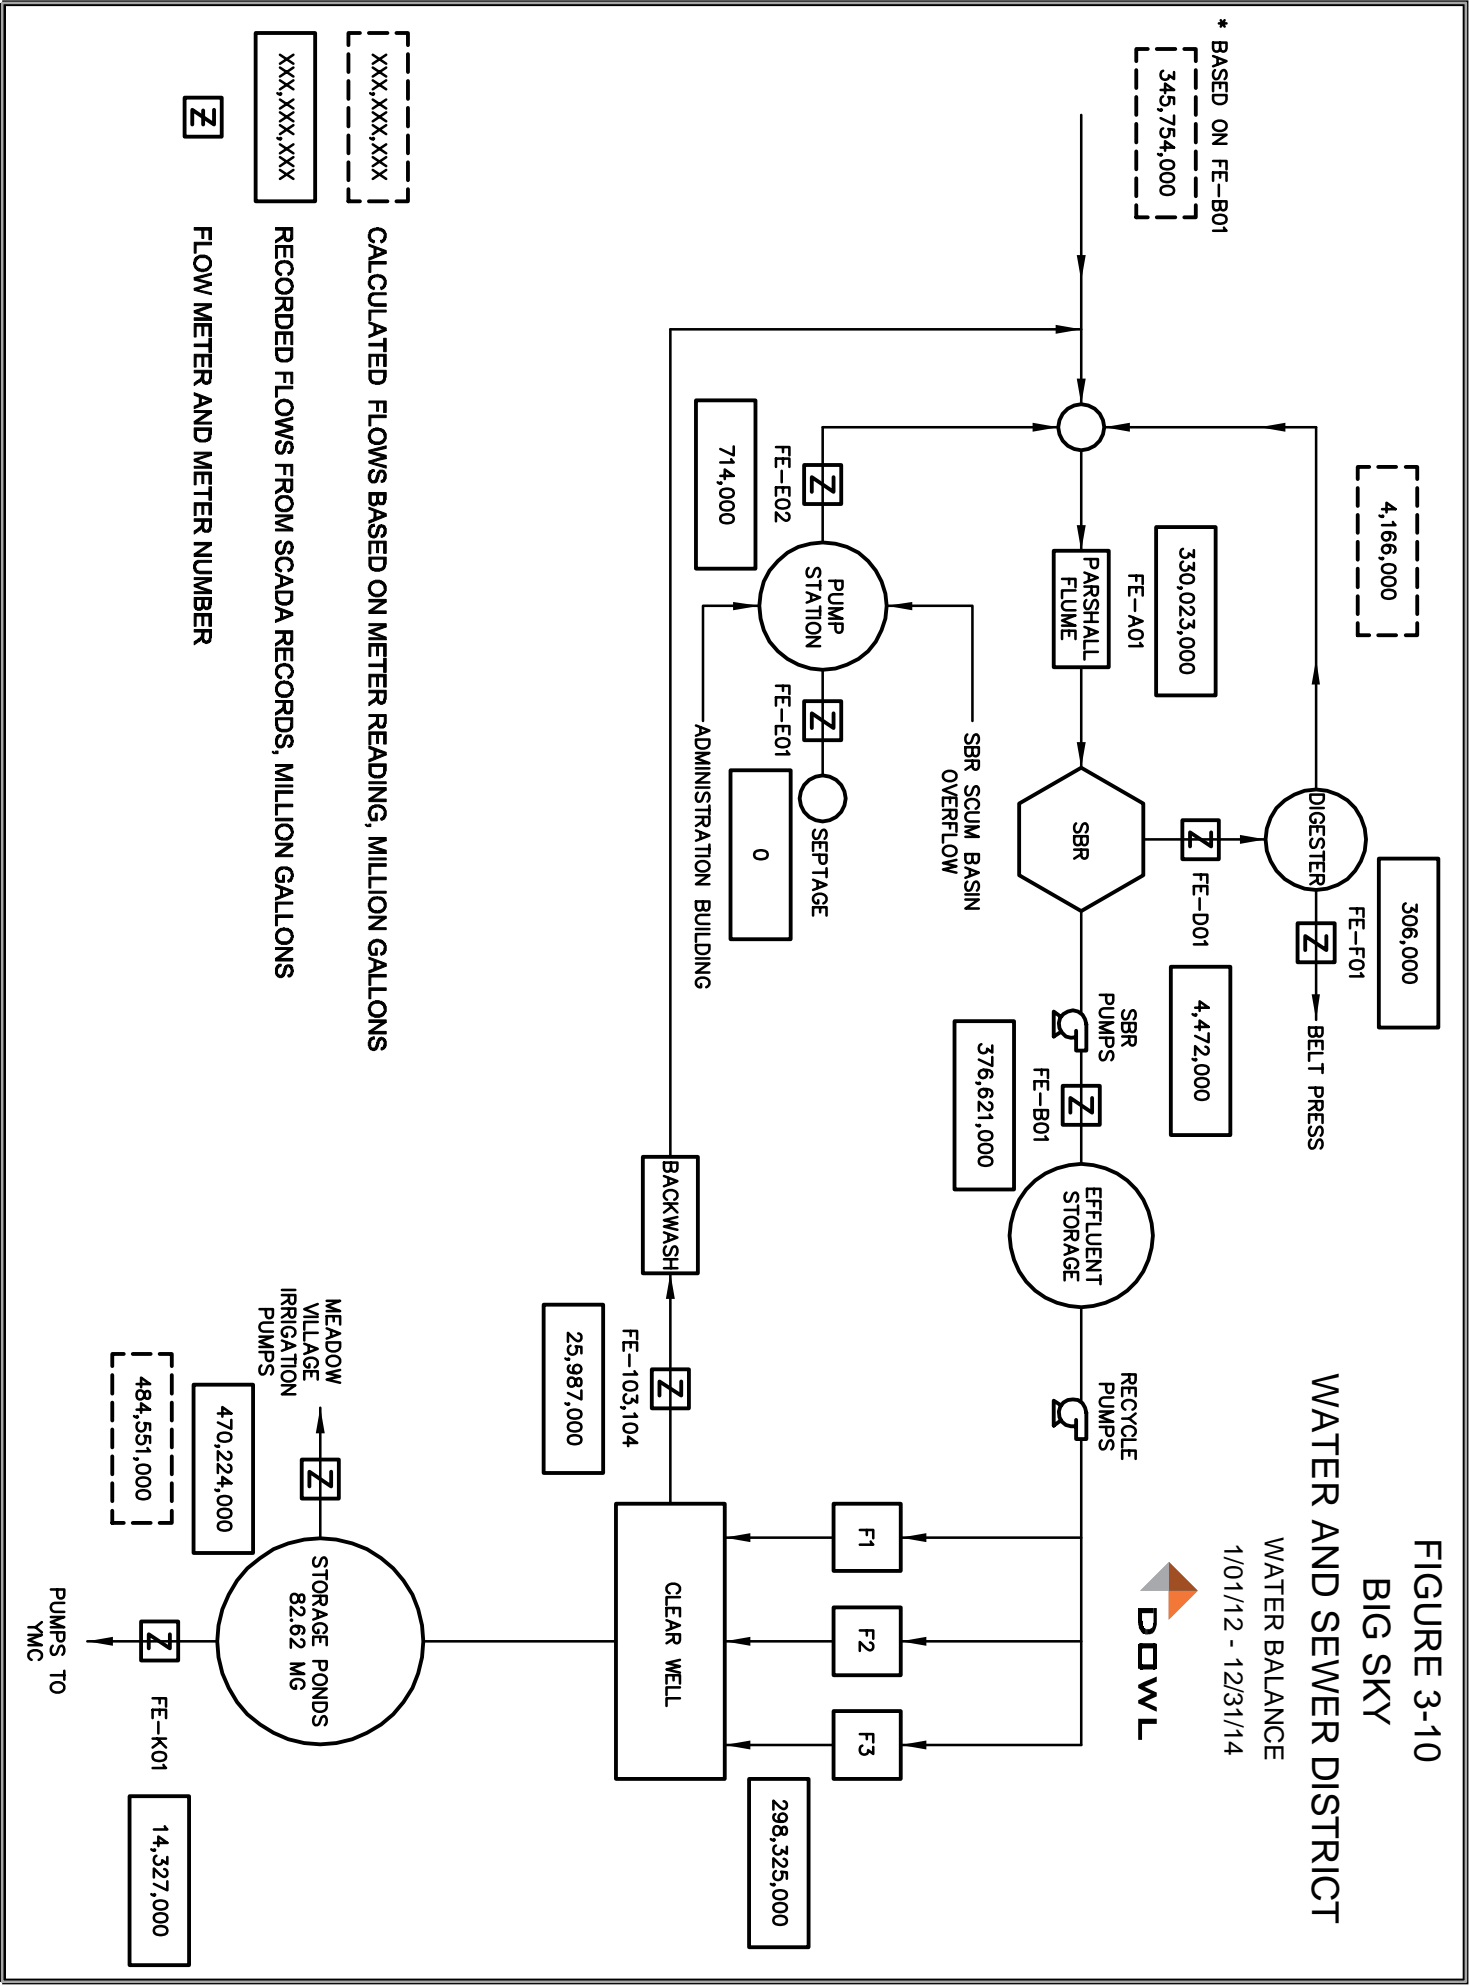 FIGURE 3-10
BIG SKY
WATER AND SEWER DISTRICT
WATER BALANCE
1/01/12 - 12/31/14
DOWL
* BASED ON FE-B01
345,754,000
4,166,000
306,000
FE-F01
BELT PRESS
DIGESTER
FE-D01
4,472,000
330,023,000
FE-A01
PARSHALL
FLUME
SBR
SBR
PUMPS
FE-B01
376,621,000
EFFLUENT
STORAGE
RECYCLE
PUMPS
SBR SCUM BASIN
OVERFLOW
PUMP
STATION
FE-E02
714,000
FE-E01
SEPTAGE
0
ADMINISTRATION BUILDING
F1
F2
F3
298,325,000
CLEAR WELL
BACKWASH
FE-103,104
25,987,000
MEADOW
VILLAGE
IRRIGATION
PUMPS
470,224,000
484,551,000
STORAGE PONDS
82.62 MG
FE-K01
14,327,000
PUMPS TO
YMC
XXX,XXX,XXX
CALCULATED FLOWS BASED ON METER READING, MILLION GALLONS
XXX,XXX,XXX
RECORDED FLOWS FROM SCADA RECORDS, MILLION GALLONS
FLOW METER AND METER NUMBER